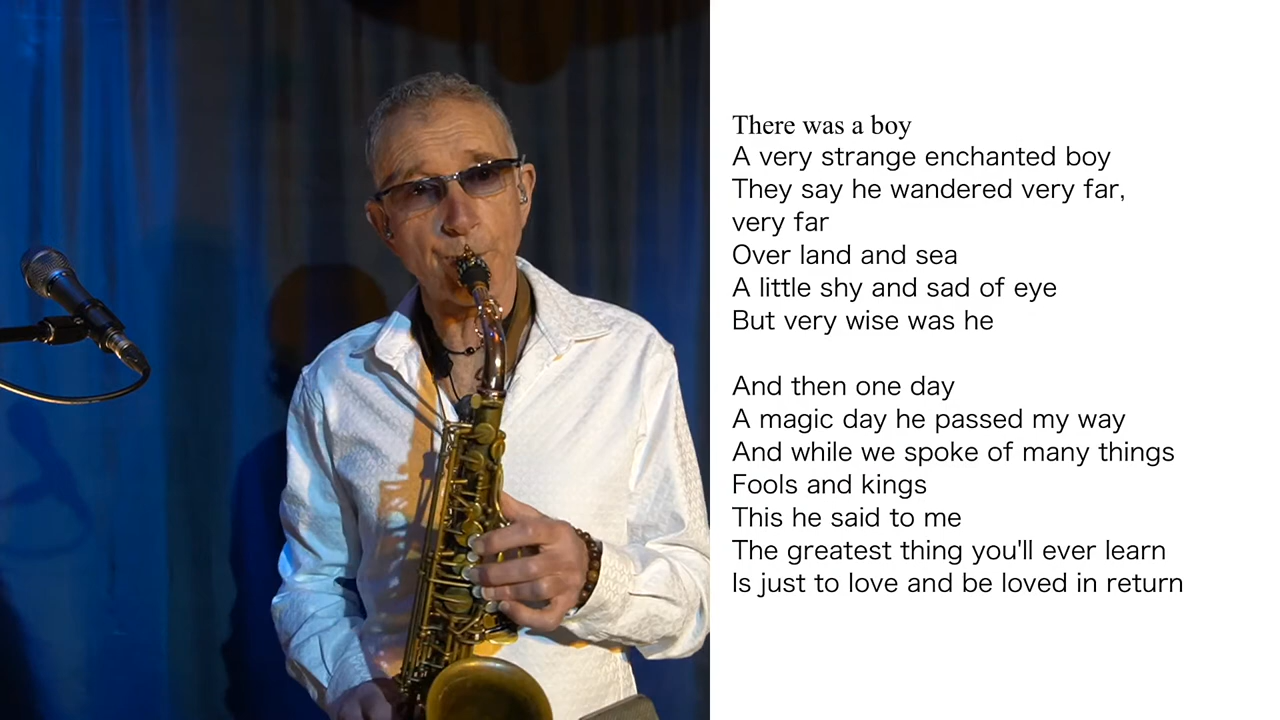 There was a boy
A very strange enchanted boy
They say he wandered very far,
very far
Over land and sea
A little shy and sad of eye
But very wise was he
And then one day
A magic day he passed my way
And while we spoke of many things
Fools and kings
This he said to me
The greatest thing you'll ever learn
Is just to love and be loved in return